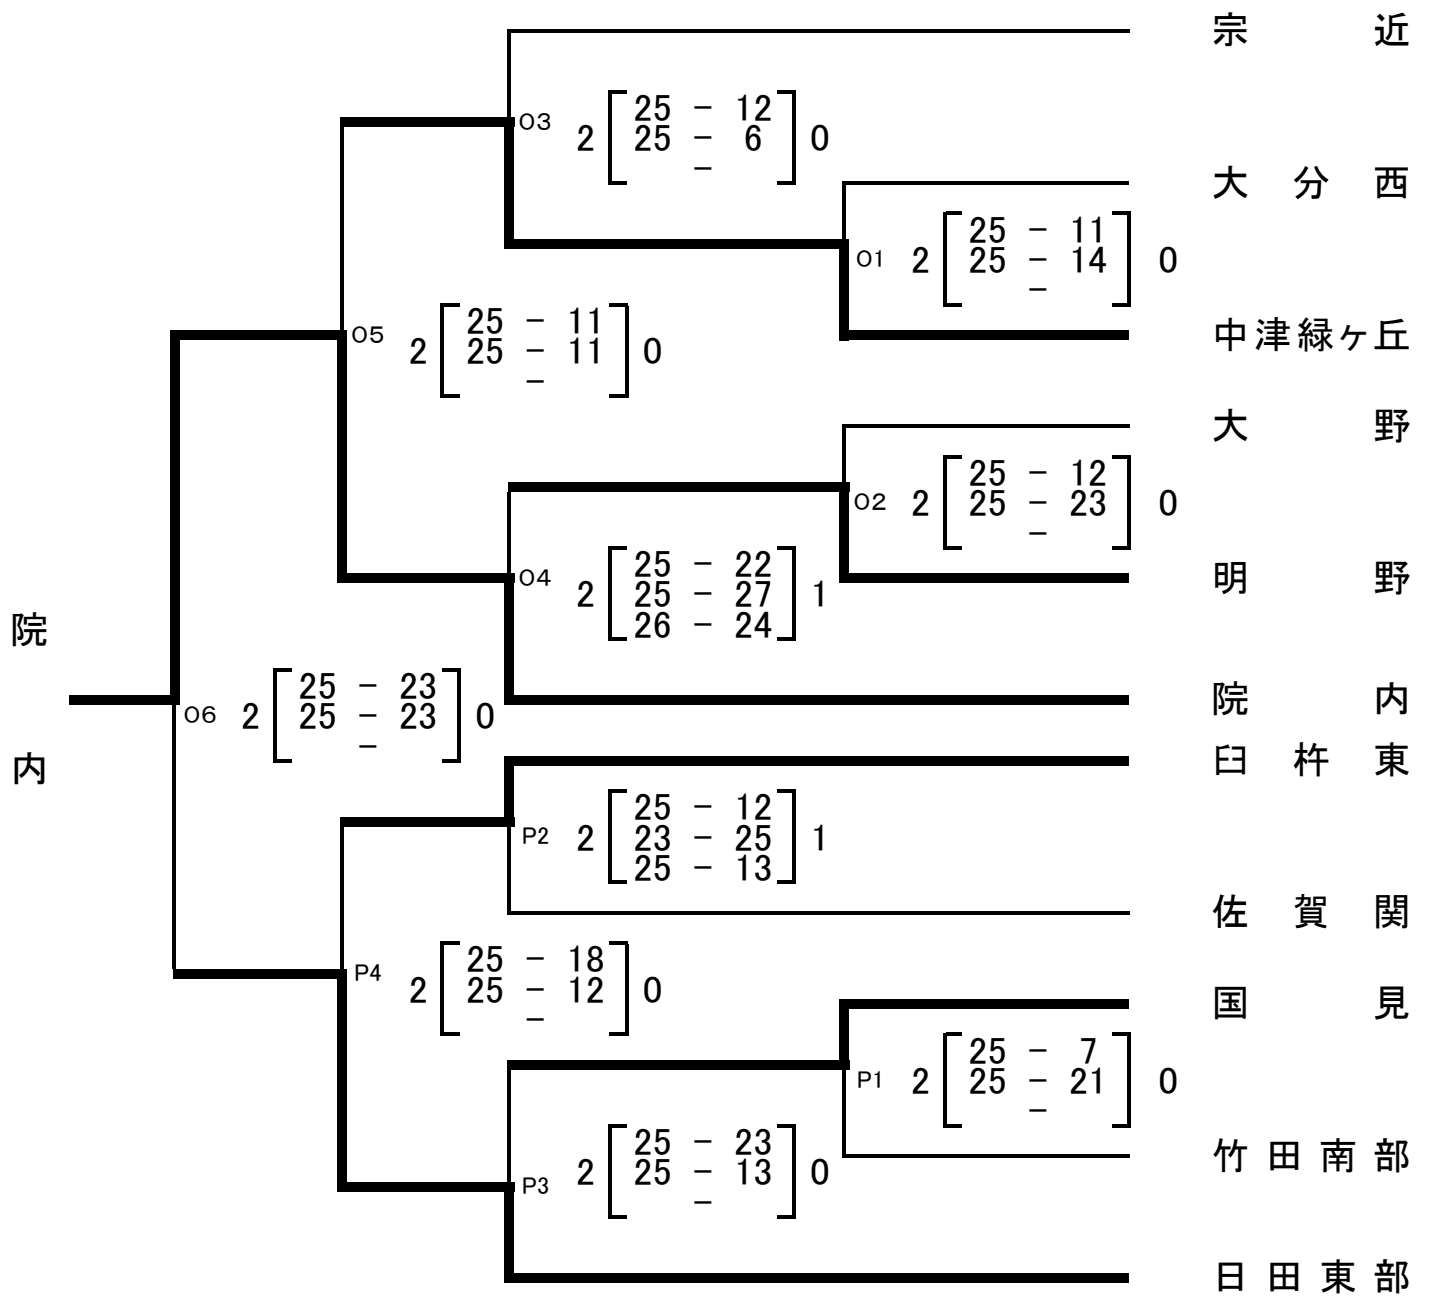 宗近
O3 2 25 - 12 0
25 - 6
-
大分西
O1 2 25 - 11 0
25 - 14
-
中津緑ヶ丘
O5 2 25 - 11 0
25 - 11
-
大野
O2 2 25 - 12 0
25 - 23
-
O4 2 25 - 22 1
25 - 27
26 - 24
明野
院内
院内
O6 2 25 - 23 0
25 - 23
-
臼杵東
P2 2 25 - 12 1
23 - 25
25 - 13
佐賀関
P4 2 25 - 18 0
25 - 12
-
国見
P1 2 25 - 7 0
25 - 21
-
竹田南部
P3 2 25 - 23 0
25 - 13
-
日田東部